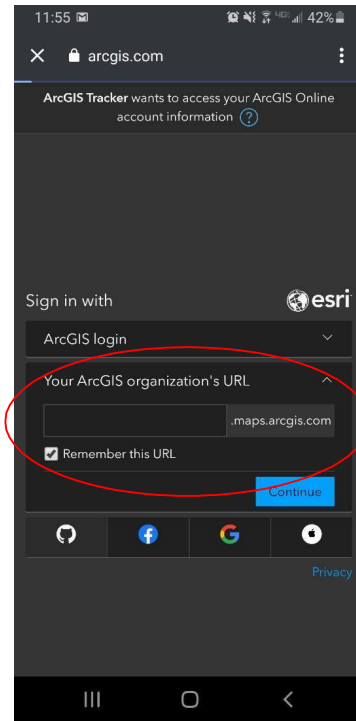 11:55 42%
arcgis.com
ArcGIS Tracker wants to access your ArcGIS Online
account information ?
Sign in with esri
ArcGIS login
Your ArcGIS organization's URL
.maps.arcgis.com
Remember this URL
Continue
Privacy